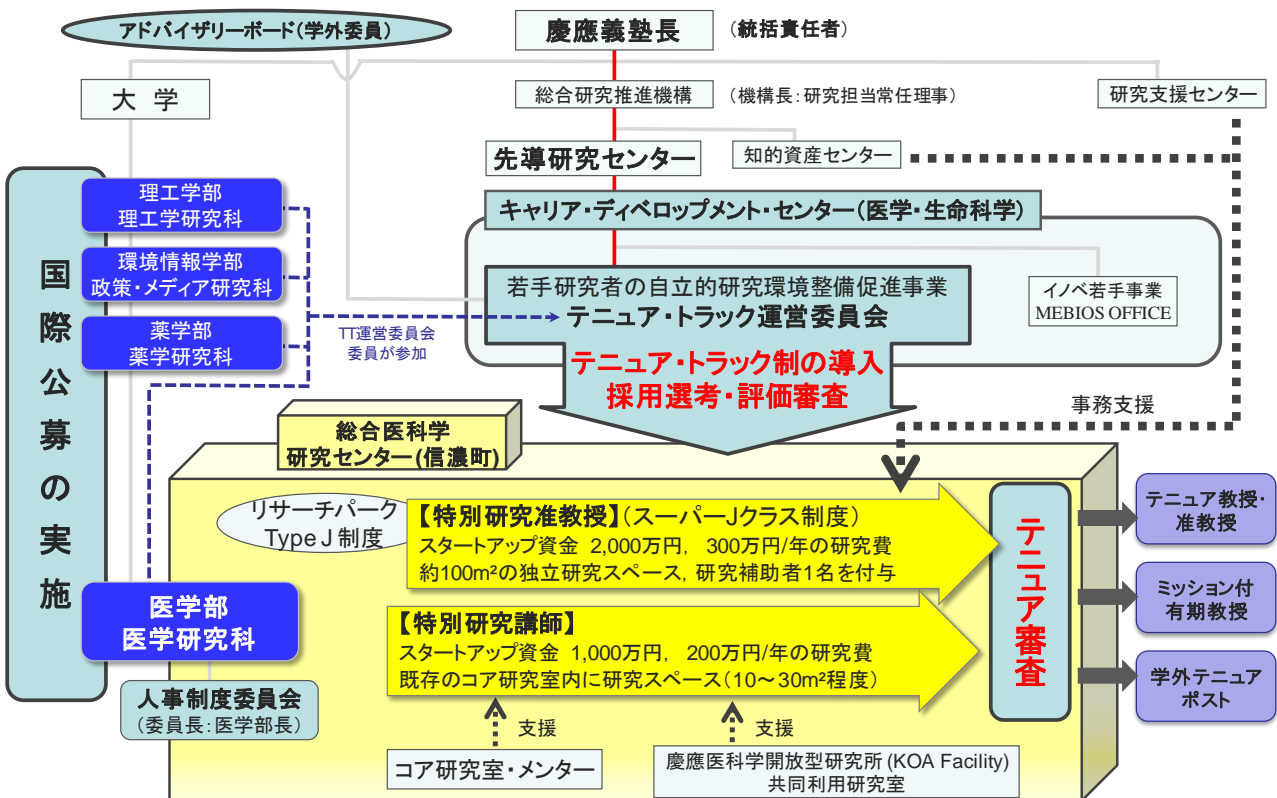 アドバイザリーボード(学外委員)
慶應義塾長
(統括責任者)
大 学
総合研究推進機構
(機構長:研究担当常任理事)
研究支援センター
先導研究センター
知的資産センター
国際公募の実施
理工学部
理工学研究科
環境情報学部
政策・メディア研究科
薬学部
薬学研究科
キャリア・ディベロップメント・センター(医学・生命科学)
若手研究者の自立的研究環境整備促進事業
テニュア・トラック運営委員会
イノベ若手事業
MEBIOS OFFICE
TT運営委員会
委員が参加
テニュア・トラック制の導入
採用選考・評価審査
事務支援
総合医科学
研究センター(信濃町)
リサーチパーク
Type J 制度
【特別研究准教授】(スーパーJクラス制度)
スタートアップ資金 2,000万円, 300万円/年の研究費
約100m²の独立研究スペース, 研究補助者1名を付与
【特別研究講師】
スタートアップ資金 1,000万円, 200万円/年の研究費
既存のコア研究室内に研究スペース(10~30m²程度)
テニュア審査
テニュア教授・
准教授
ミッション付
有期教授
学外テニュア
ポスト
医学部
医学研究科
人事制度委員会
(委員長:医学部長)
支援
支援
コア研究室・メンター
慶應医科学開放型研究所 (KOA Facility)
共同利用研究室